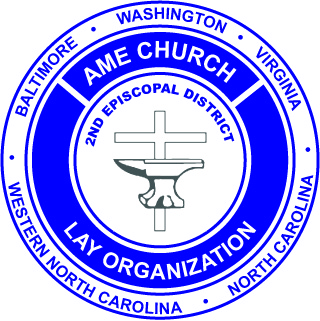 BALTIMORE • WASHINGTON • VIRGINIA • NORTH CAROLINA • WESTERN NORTH CAROLINA •
AME CHURCH
2ND EPISCOPAL DISTRICT
LAY ORGANIZATION